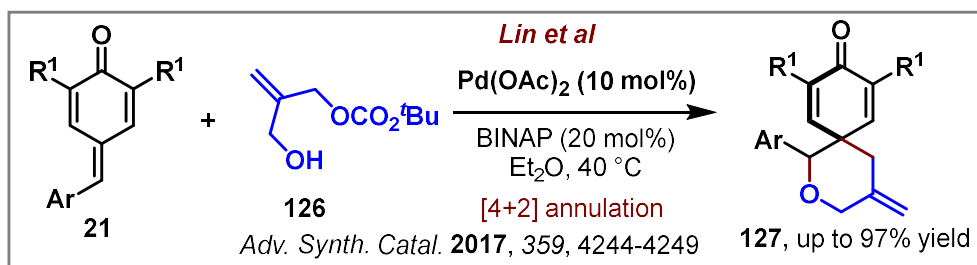 O
R¹ R¹
Ar
21
+
OCO₂ᵗBu
OH
126
Lin et al
Pd(OAc)₂ (10 mol%)
BINAP (20 mol%)
Et₂O, 40 °C
[4+2] annulation
Adv. Synth. Catal. 2017, 359, 4244-4249
O
R¹ R¹
Ar
O
127, up to 97% yield